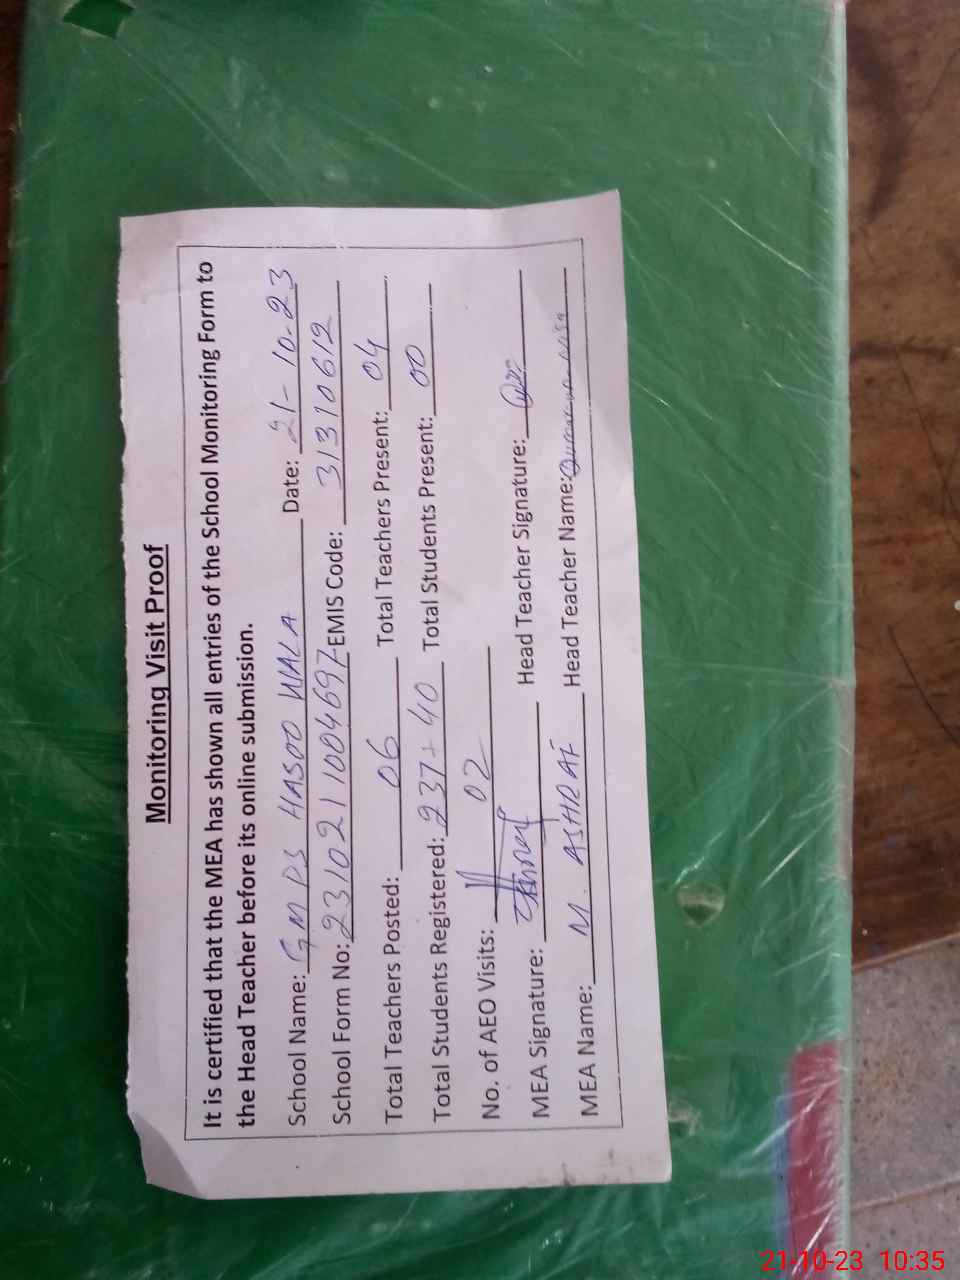 Monitoring Visit Proof
It is certified that the MEA has shown all entries of the School Monitoring Form to
the Head Teacher before its online submission.
School Name: GMPS HASOO WALA Date: 21-10-23
School Form No: 231021004697 EMIS Code: 31310612
Total Teachers Posted: 06 Total Teachers Present: 04
Total Students Registered: 237+40 Total Students Present: 00
No. of AEO Visits: 02
MEA Signature: Head Teacher Signature:
MEA Name: M. ASHRAF Head Teacher Name:
21-10-23 10:35